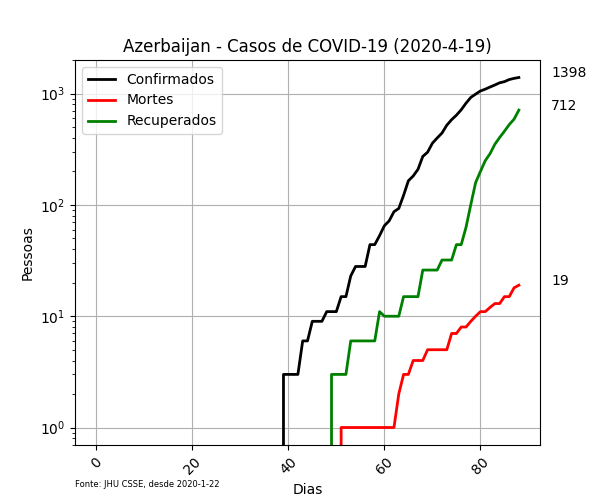 Azerbaijan - Casos de COVID-19 (2020-4-19)
Confirmados
Mortes
Recuperados
1398
712
19
10³
10²
10¹
10⁰
Pessoas
0
20
40
60
80
Dias
Fonte: JHU CSSE, desde 2020-1-22